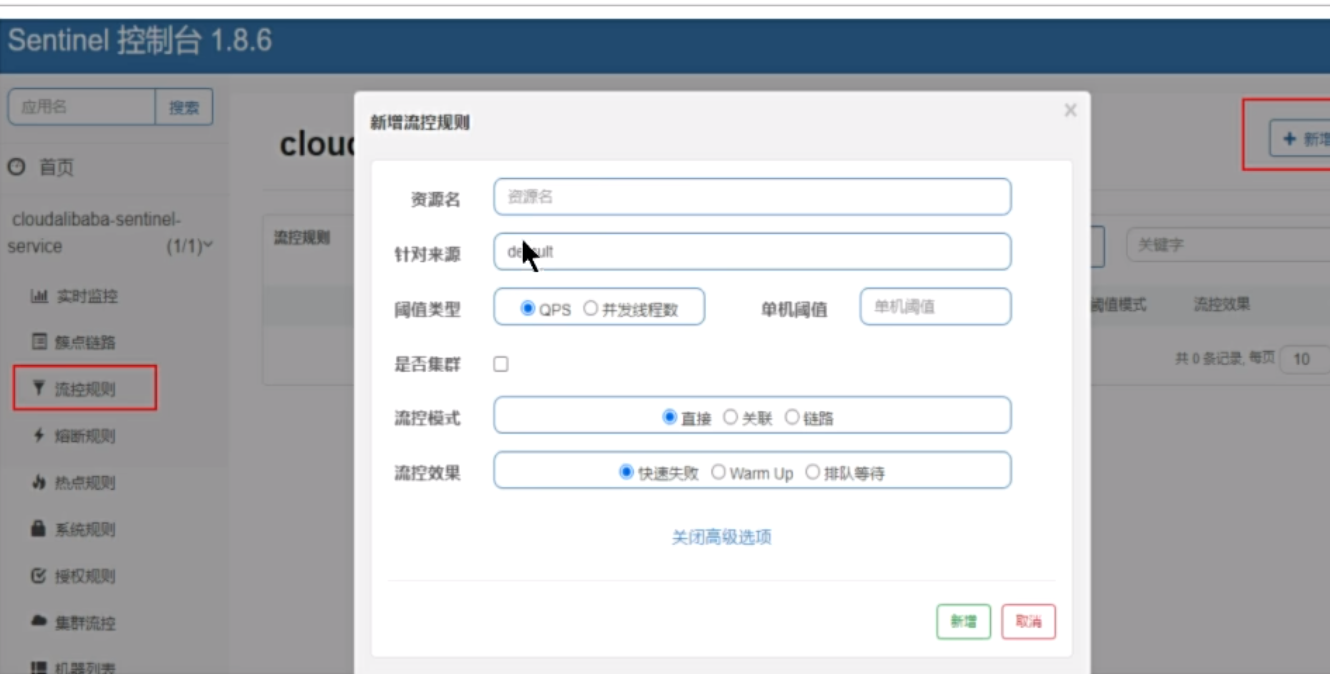 Sentinel 控制台 1.8.6
应用名 搜索
首页
cloudalibaba-sentinel-
service (1/1)
实时监控
簇点链路
流控规则
熔断规则
热点规则
系统规则
授权规则
集群流控
机器列表
clou
+ 新增
流控规则
关键字
阈值模式 流控效果
共 0 条记录, 每页 10
新增流控规则 ×
资源名 资源名
针对来源
阈值类型 QPS 并发线程数 单机阈值 单机阈值
是否集群
流控模式 直接 关联 链路
流控效果 快速失败 Warm Up 排队等待
关闭高级选项
新增 取消